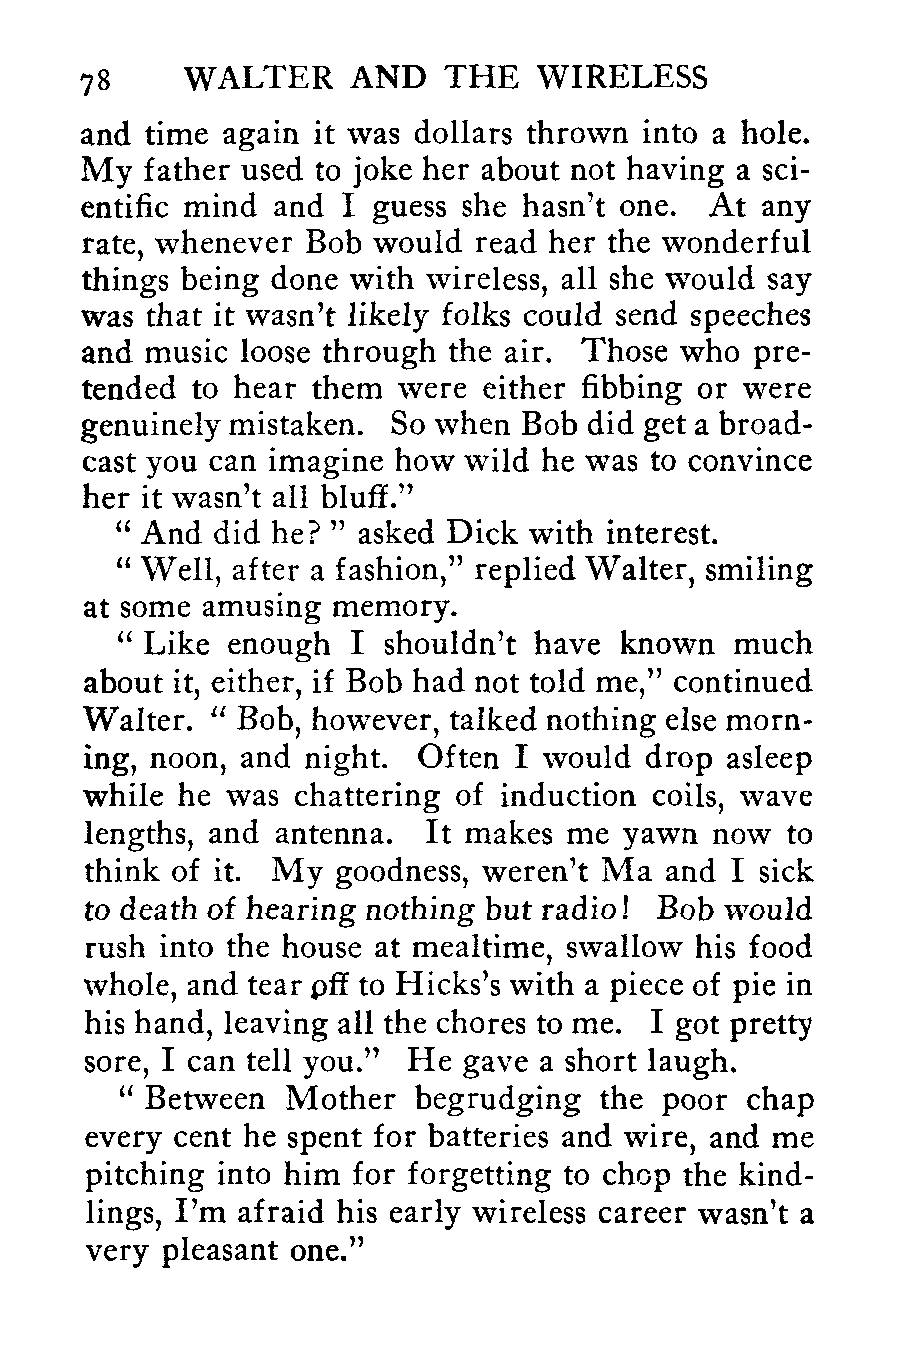 78 WALTER AND THE WIRELESS
and time again it was dollars thrown into a hole.
My father used to joke her about not having a sci-
entific mind and I guess she hasn't one. At any
rate, whenever Bob would read her the wonderful
things being done with wireless, all she would say
was that it wasn't likely folks could send speeches
and music loose through the air. Those who pre-
tended to hear them were either fibbing or were
genuinely mistaken. So when Bob did get a broad-
cast you can imagine how wild he was to convince
her it wasn't all bluff."
" And did he? " asked Dick with interest.
" Well, after a fashion," replied Walter, smiling
at some amusing memory.
" Like enough I shouldn't have known much
about it, either, if Bob had not told me," continued
Walter. " Bob, however, talked nothing else morn-
ing, noon, and night. Often I would drop asleep
while he was chattering of induction coils, wave
lengths, and antenna. It makes me yawn now to
think of it. My goodness, weren't Ma and I sick
to death of hearing nothing but radio! Bob would
rush into the house at mealtime, swallow his food
whole, and tear off to Hicks's with a piece of pie in
his hand, leaving all the chores to me. I got pretty
sore, I can tell you." He gave a short laugh.
" Between Mother begrudging the poor chap
every cent he spent for batteries and wire, and me
pitching into him for forgetting to chop the kind-
lings, I'm afraid his early wireless career wasn't a
very pleasant one."